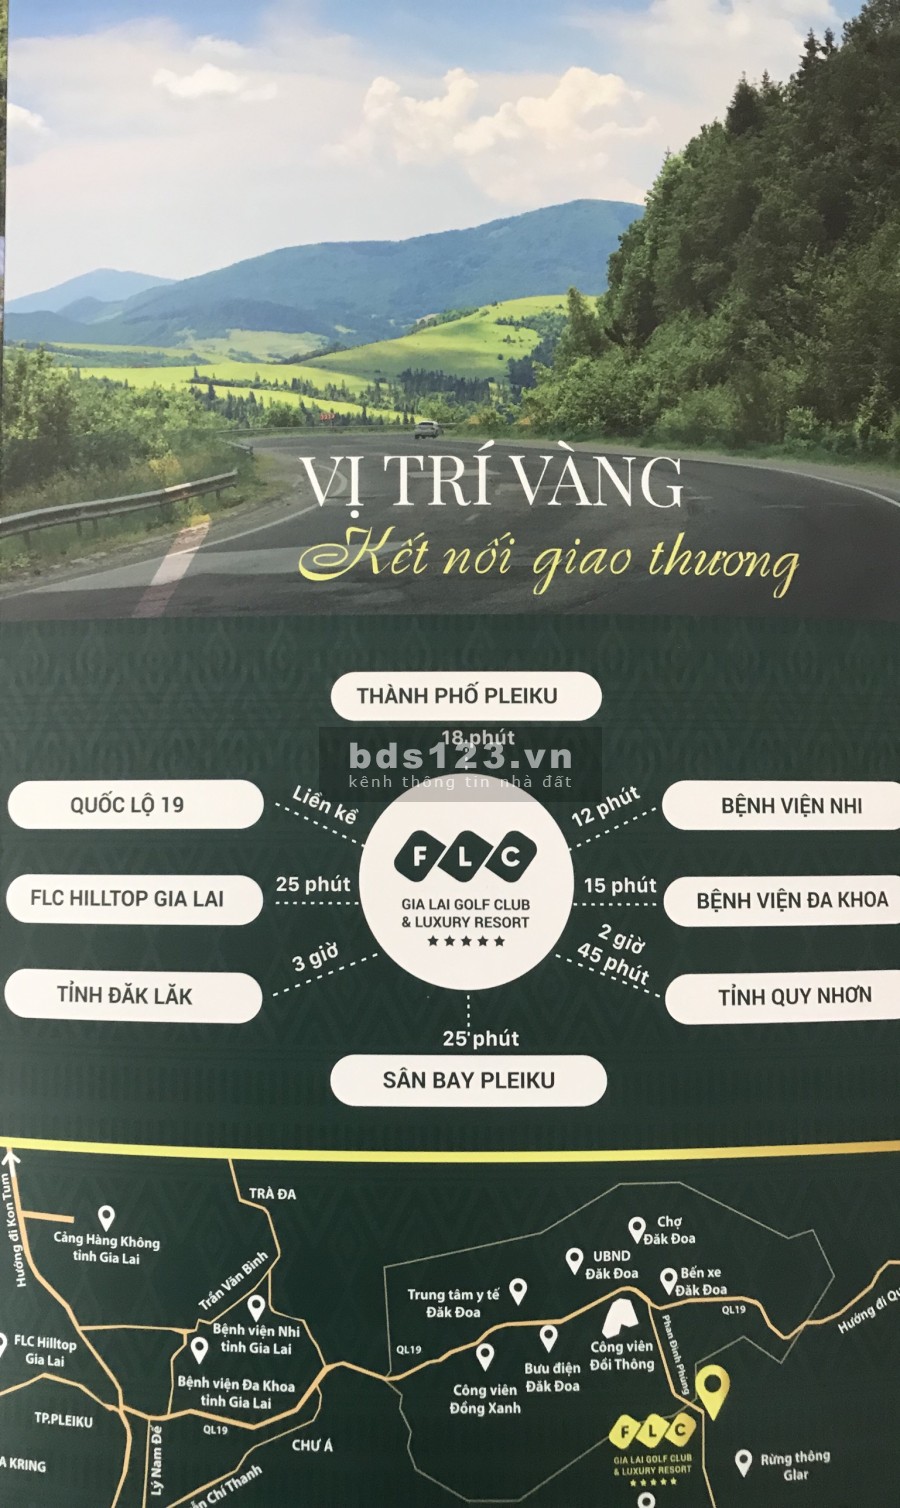 VỊ TRÍ VÀNG
Kết nối giao thương
THÀNH PHỐ PLEIKU
18 phút
bds123.vn
kênh thông tin nhà đất
QUỐC LỘ 19
Liền kề
12 phút
BỆNH VIỆN NHI
FLC
FLC HILLTOP GIA LAI
25 phút
GIA LAI GOLF CLUB
& LUXURY RESORT
15 phút
BỆNH VIỆN ĐA KHOA
TỈNH ĐĂK LĂK
3 giờ
2 giờ
45 phút
TỈNH QUY NHƠN
25 phút
SÂN BAY PLEIKU
Hướng đi Kon Tum
TRÀ ĐA
Cảng Hàng Không
tỉnh Gia Lai
Trần Văn Bình
Chợ
Đăk Đoa
UBND
Đăk Đoa
Bến xe
Đăk Đoa
Trung tâm y tế
Đăk Đoa
QL19
Hướng đi
Bệnh viện Nhi
tỉnh Gia Lai
FLC Hilltop
Gia Lai
QL19
Công viên
Đồi Thông
Phan Đình Phùng
Bưu điện
Đăk Đoa
Bệnh viện Đa Khoa
tỉnh Gia Lai
Công viên
Đồng Xanh
TP.PLEIKU
QL19
Lý Nam Đế
CHƯ Á
FLC
GIA LAI GOLF CLUB
& LUXURY RESORT
Rừng thông
Glar
A KRING
Chí Thanh